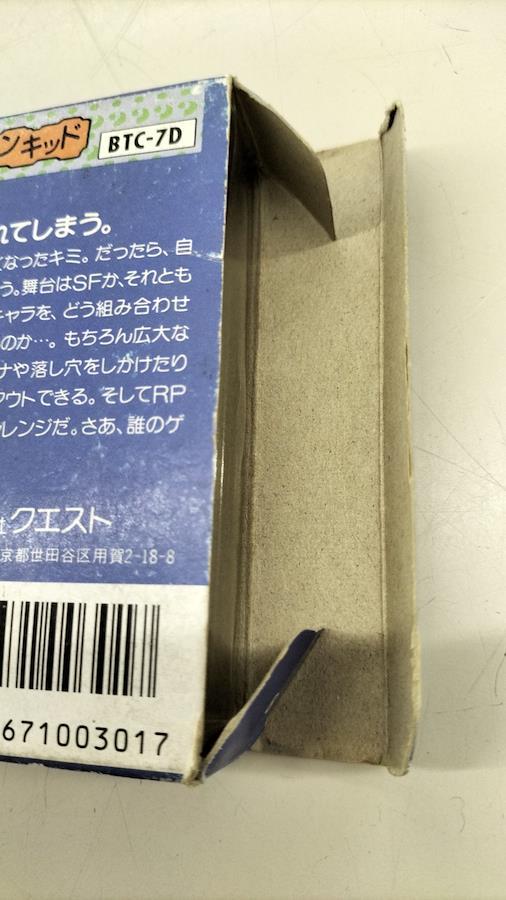 ンキッド
BTC-7D
れてしまう。
なったキミ。だったら、自
う。舞台はSFか、それとも
キャラを、どう組み合わせ
のか…。もちろん広大な
ナや落し穴をしかけたり
アウトできる。そしてRP
レンジだ。さあ、誰のゲ
クエスト
京都世田谷区用賀2-18-8
671003017